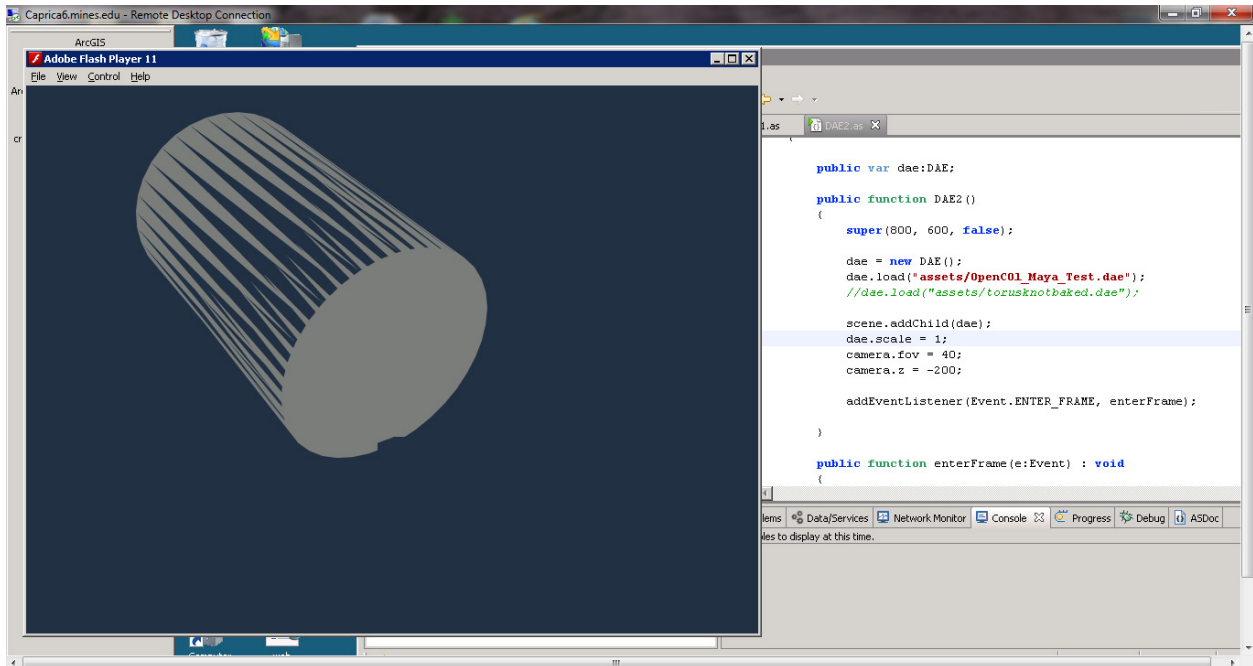 Caprica6.mines.edu - Remote Desktop Connection
ArcGIS
Adobe Flash Player 11
File View Control Help
1.as DAE2.as
public var dae:DAE;
public function DAE2()
{
super(800, 600, false);
dae = new DAE();
dae.load("assets/OpenCOl_Maya_Test.dae");
//dae.load("assets/torusknotbaked.dae");
scene.addChild(dae);
dae.scale = 1;
camera.fov = 40;
camera.z = -200;
addEventListener(Event.ENTER_FRAME, enterFrame);
}
public function enterFrame(e:Event) : void
{
lems Data/Services Network Monitor Console Progress Debug ASDoc
les to display at this time.